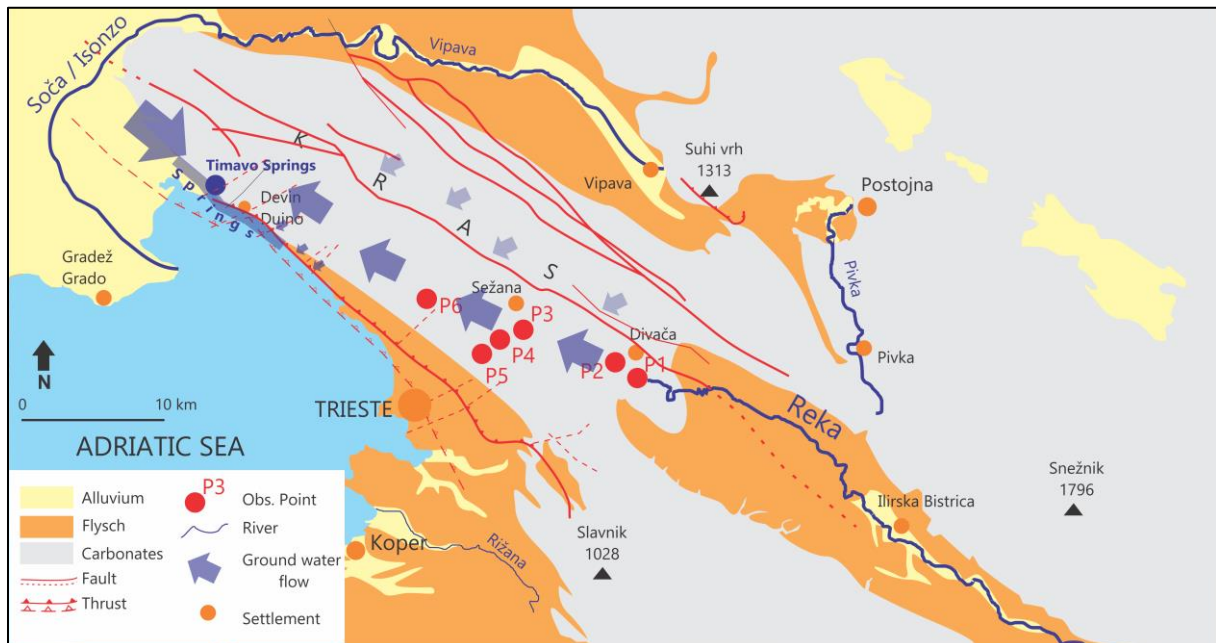 Soča / Isonzo
Vipava
Suhi vrh
1313
Vipava
Postojna
Timavo Springs
Springs
Devin
Duino
K R A S
Gradež
Grado
Pivka
Sežana
P6
P3
P4
P5
Divača
P2
P1
Pivka
N
0 10 km
TRIESTE
Reka
ADRIATIC SEA
Snežnik
1796
Ilirska Bistrica
Slavnik
1028
Koper
Rižana
Alluvium
Flysch
Carbonates
Fault
Thrust
P3
Obs. Point
River
Ground water
flow
Settlement